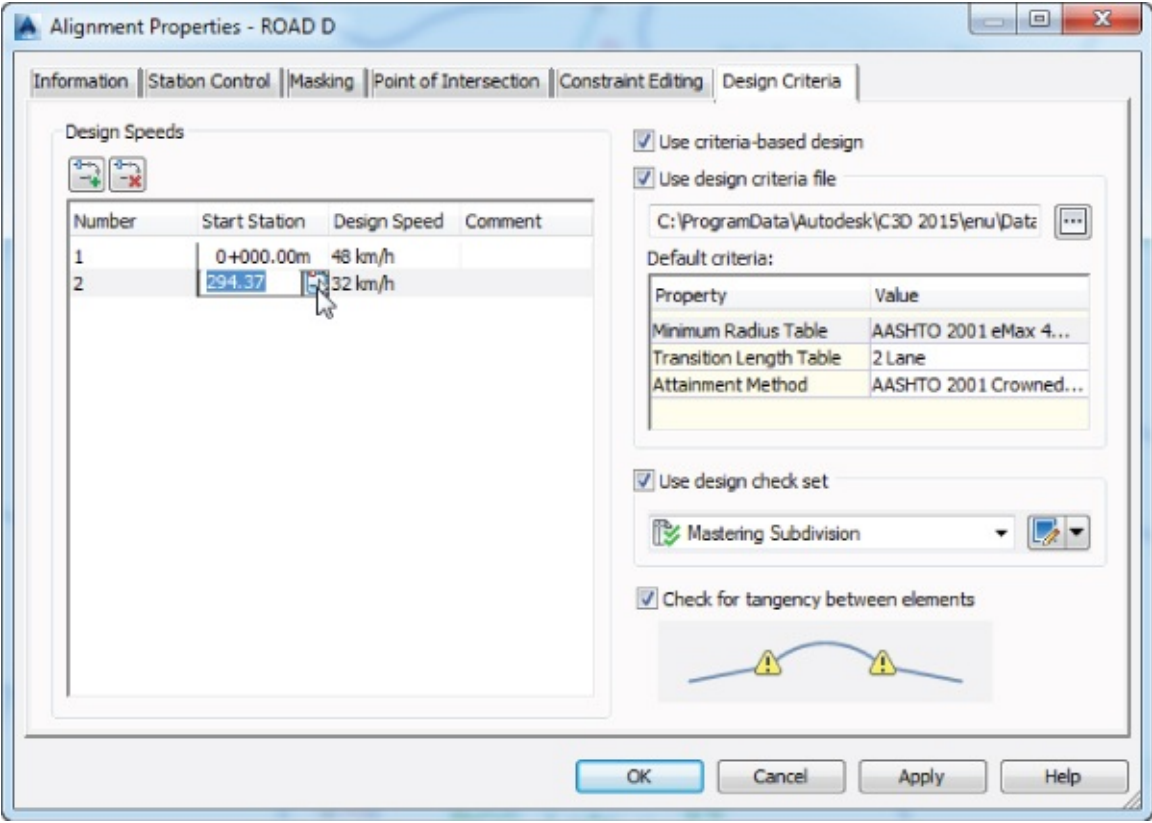 Alignment Properties - ROAD D
Information Station Control Masking Point of Intersection Constraint Editing Design Criteria
Design Speeds
Number Start Station Design Speed Comment
1 0+000.00m 48 km/h
2 294.37 32 km/h
Use criteria-based design
Use design criteria file
C:\ProgramData\Autodesk\C3D 2015\enu\Data
Default criteria:
Property Value
Minimum Radius Table AASHTO 2001 eMax 4...
Transition Length Table 2 Lane
Attainment Method AASHTO 2001 Crowned...
Use design check set
Mastering Subdivision
Check for tangency between elements
OK Cancel Apply Help